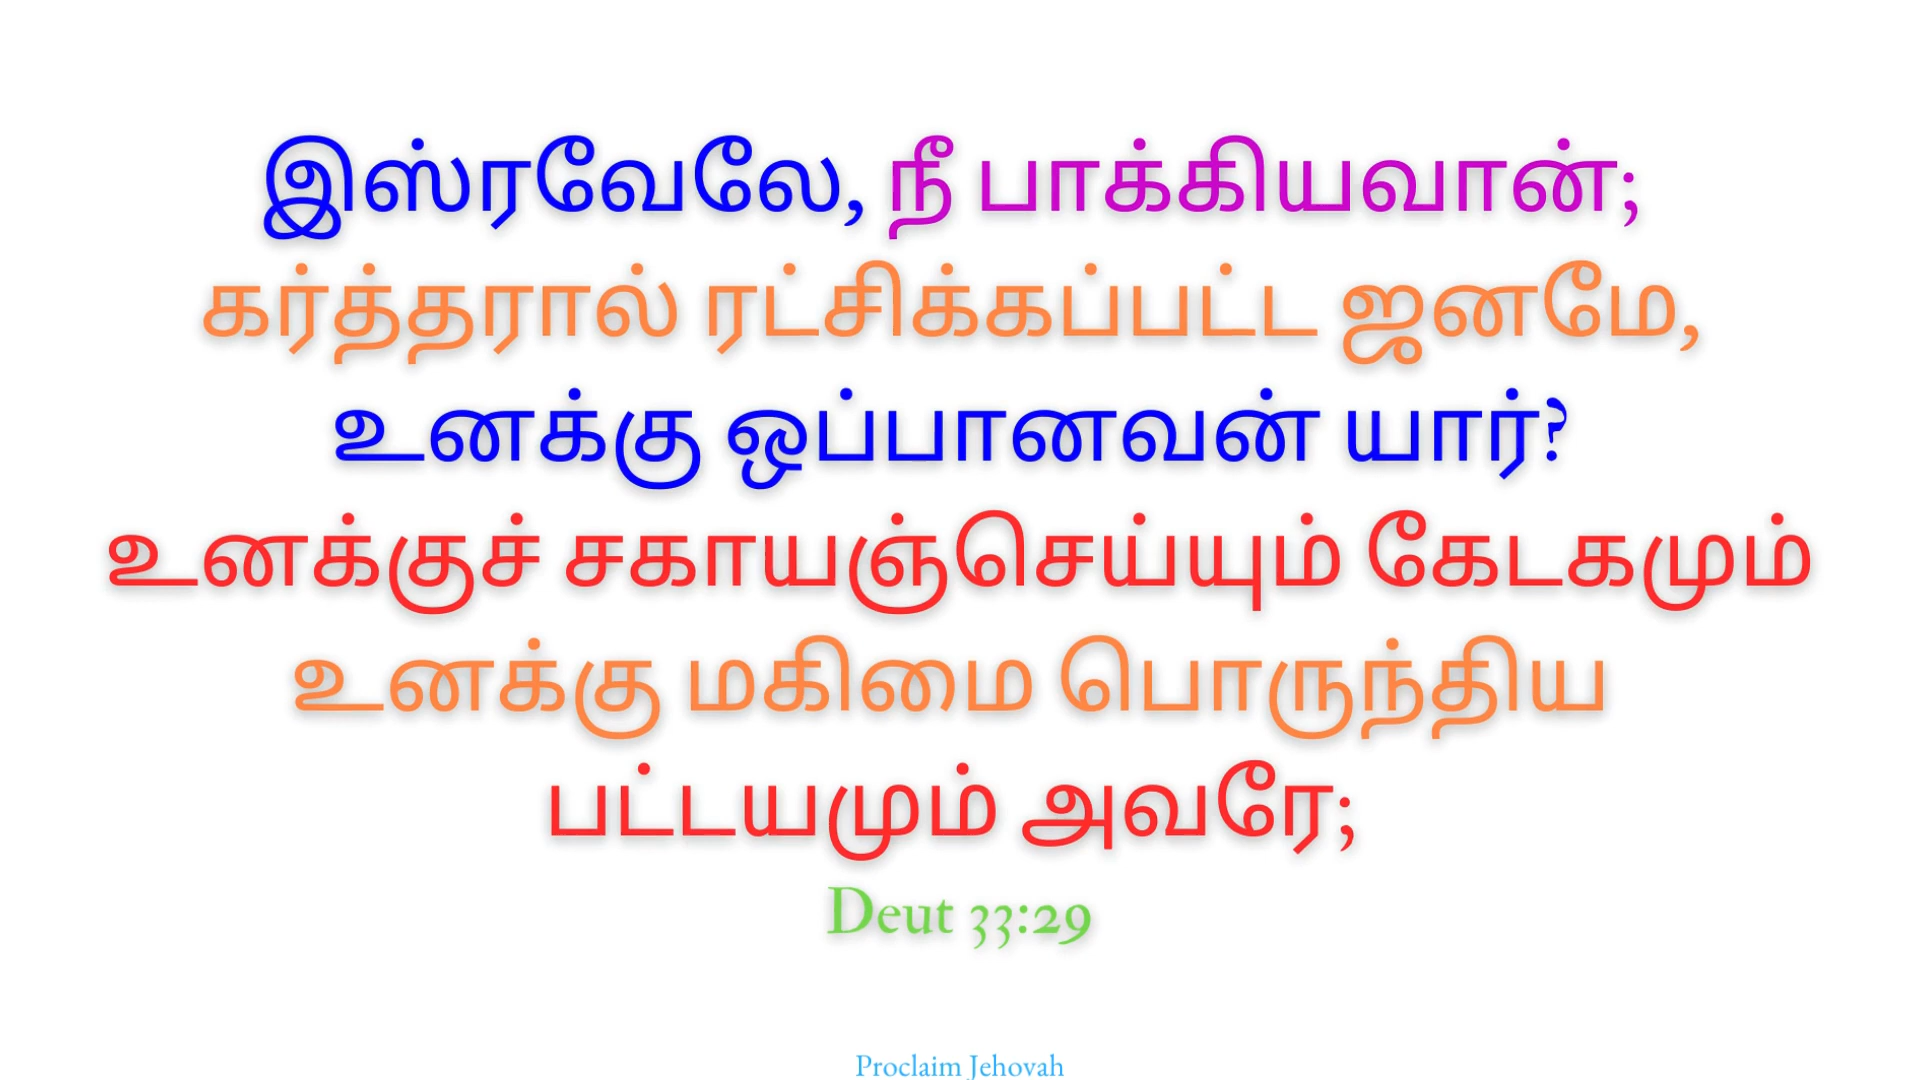 இஸ்ரவேலே, நீ பாக்கியவான்;
கர்த்தரால் ரட்சிக்கப்பட்ட ஜனமே,
உனக்கு ஒப்பானவன் யார்?
உனக்குச் சகாயஞ்செய்யும் கேடகமும்
உனக்கு மகிமை பொருந்திய
பட்டயமும் அவரே;
Deut 33:29
Proclaim Jehovah